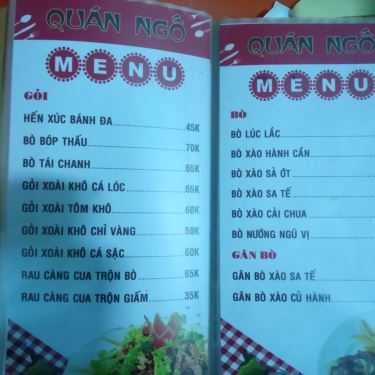 QUÁN NGỐ
MENU
GỎI
HẾN XÚC BÁNH ĐA 45K
BÒ BÓP THẤU 70K
BÒ TÁI CHANH 65K
GỎI XOÀI KHÔ CÁ LÓC 65K
GỎI XOÀI TÔM KHÔ 60K
GỎI XOÀI KHÔ CHỈ VÀNG 50K
GỎI XOÀI KHÔ CÁ SẶC 60K
RAU CÀNG CUA TRỘN BÒ 65K
RAU CÀNG CUA TRỘN GIẤM 35K
QUÁN NGỐ
MENU
BÒ
BÒ LÚC LẮC
BÒ XÀO HÀNH CẦN
BÒ XÀO SẢ ỚT
BÒ XÀO SA TẾ
BÒ XÀO CẢI CHUA
BÒ NƯỚNG NGŨ VỊ
GÂN BÒ
GÂN BÒ XÀO SA TẾ
GÂN BÒ XÀO CỦ HÀNH